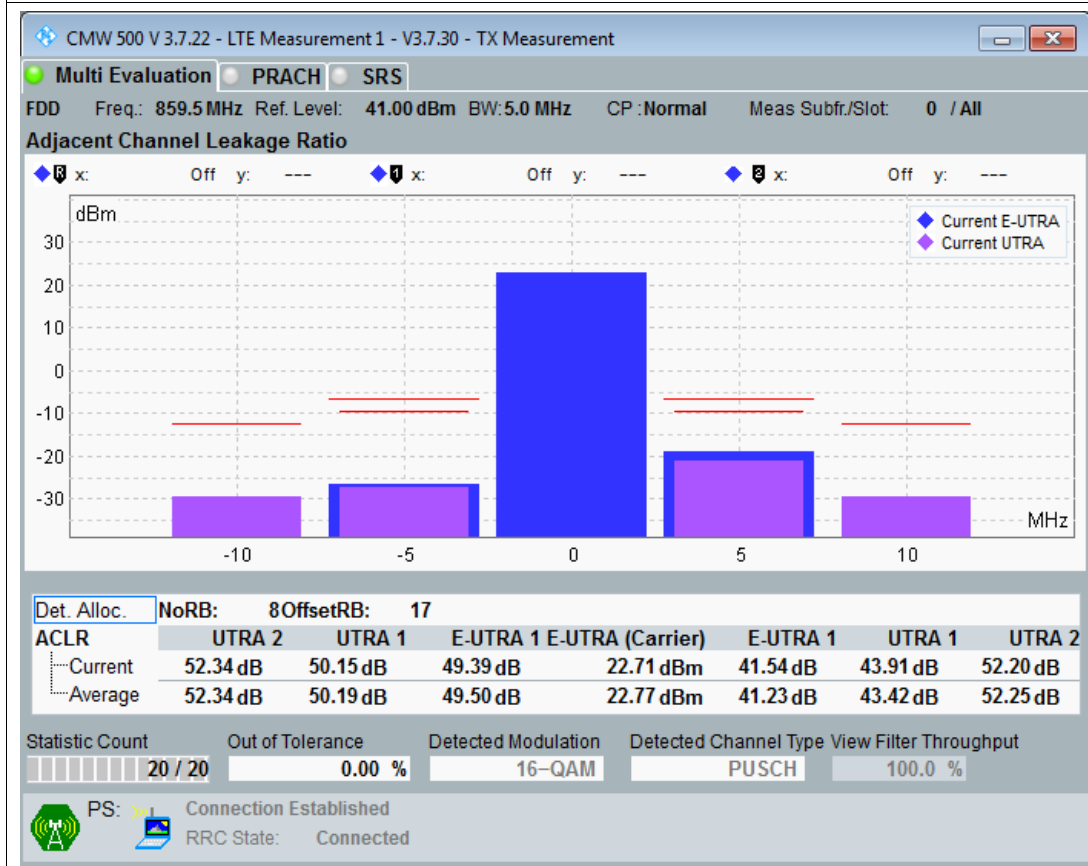 CMW 500 V 3.7.22 - LTE Measurement 1 - V3.7.30 - TX Measurement
Multi Evaluation PRACH SRS
FDD Freq.: 859.5 MHz Ref. Level: 41.00 dBm BW: 5.0 MHz CP : Normal Meas Subfr./Slot: 0 / All
Adjacent Channel Leakage Ratio
R x: Off y: --- 1 x: Off y: --- 2 x: Off y: ---
dBm
Current E-UTRA
Current UTRA
30
20
10
0
-10
-20
-30
MHz
-10 -5 0 5 10
Det. Alloc. NoRB: 8 OffsetRB: 17
ACLR UTRA 2 UTRA 1 E-UTRA 1 E-UTRA (Carrier) E-UTRA 1 UTRA 1 UTRA 2
Current 52.34 dB 50.15 dB 49.39 dB 22.71 dBm 41.54 dB 43.91 dB 52.20 dB
Average 52.34 dB 50.19 dB 49.50 dB 22.77 dBm 41.23 dB 43.42 dB 52.25 dB
Statistic Count Out of Tolerance Detected Modulation Detected Channel Type View Filter Throughput
20 / 20 0.00 % 16-QAM PUSCH 100.0 %
PS: Connection Established
RRC State: Connected